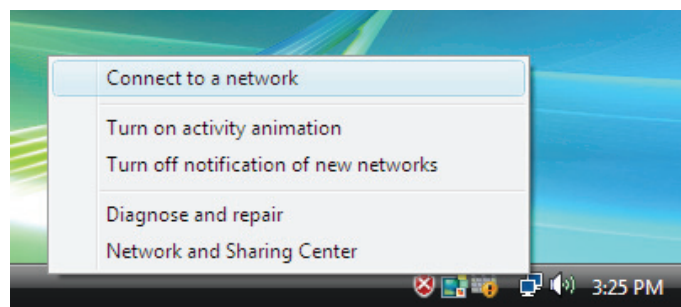 Connect to a network
Turn on activity animation
Turn off notification of new networks
Diagnose and repair
Network and Sharing Center
3:25 PM